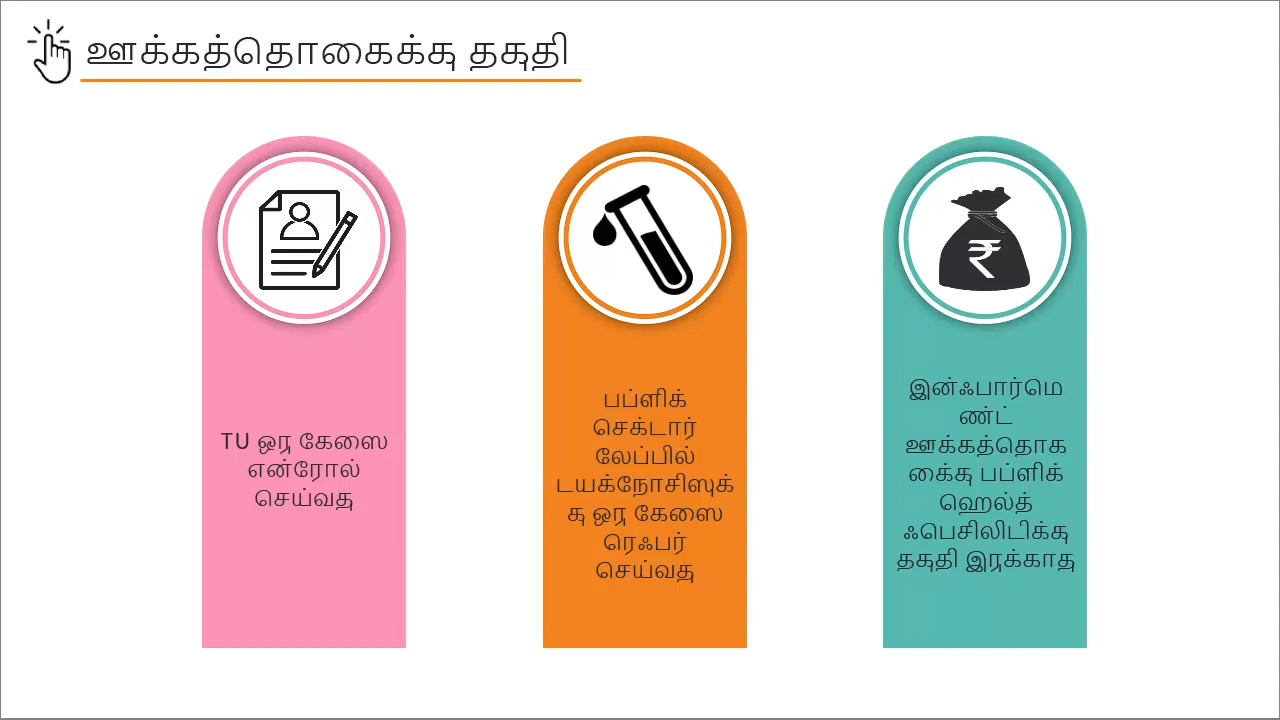 ஊக்கத்தொகைக்கு தகுதி
TU ஒரு கேஸை
என்ரோல்
செய்வது
பப்ளிக்
செக்டார்
லேப்பில்
டயக்நோசிஸுக்
கு ஒரு கேஸை
ரெஃபர்
செய்வது
இன்ஃபார்மெ
ண்ட்
ஊக்கத்தொக
க்கைு பப்ளிக்
ஹெல்த்
ஃபெசிலிடிக்கு
தகுதி இருக்காது